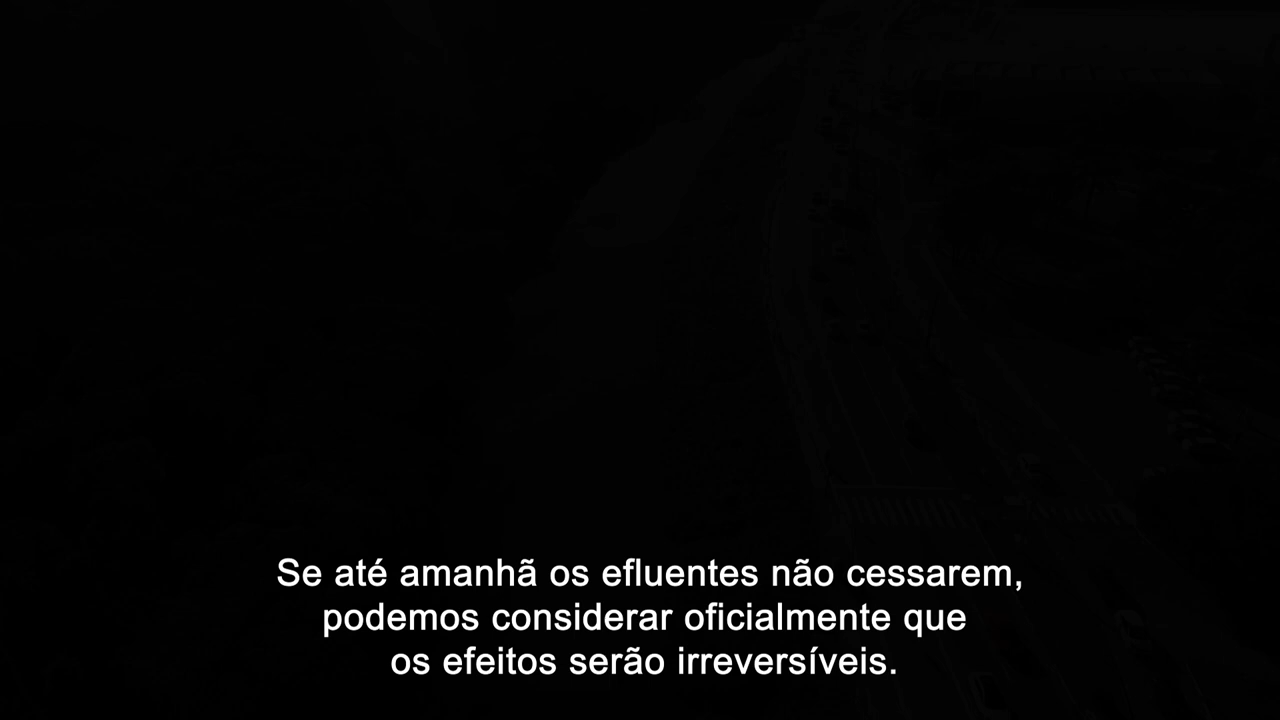 Se até amanhã os efluentes não cessarem,
podemos considerar oficialmente que
os efeitos serão irreversíveis.